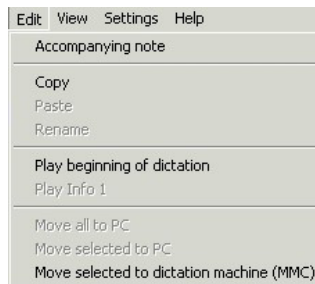 Edit View Settings Help
Accompanying note
Copy
Paste
Rename
Play beginning of dictation
Play Info 1
Move all to PC
Move selected to PC
Move selected to dictation machine (MMC)